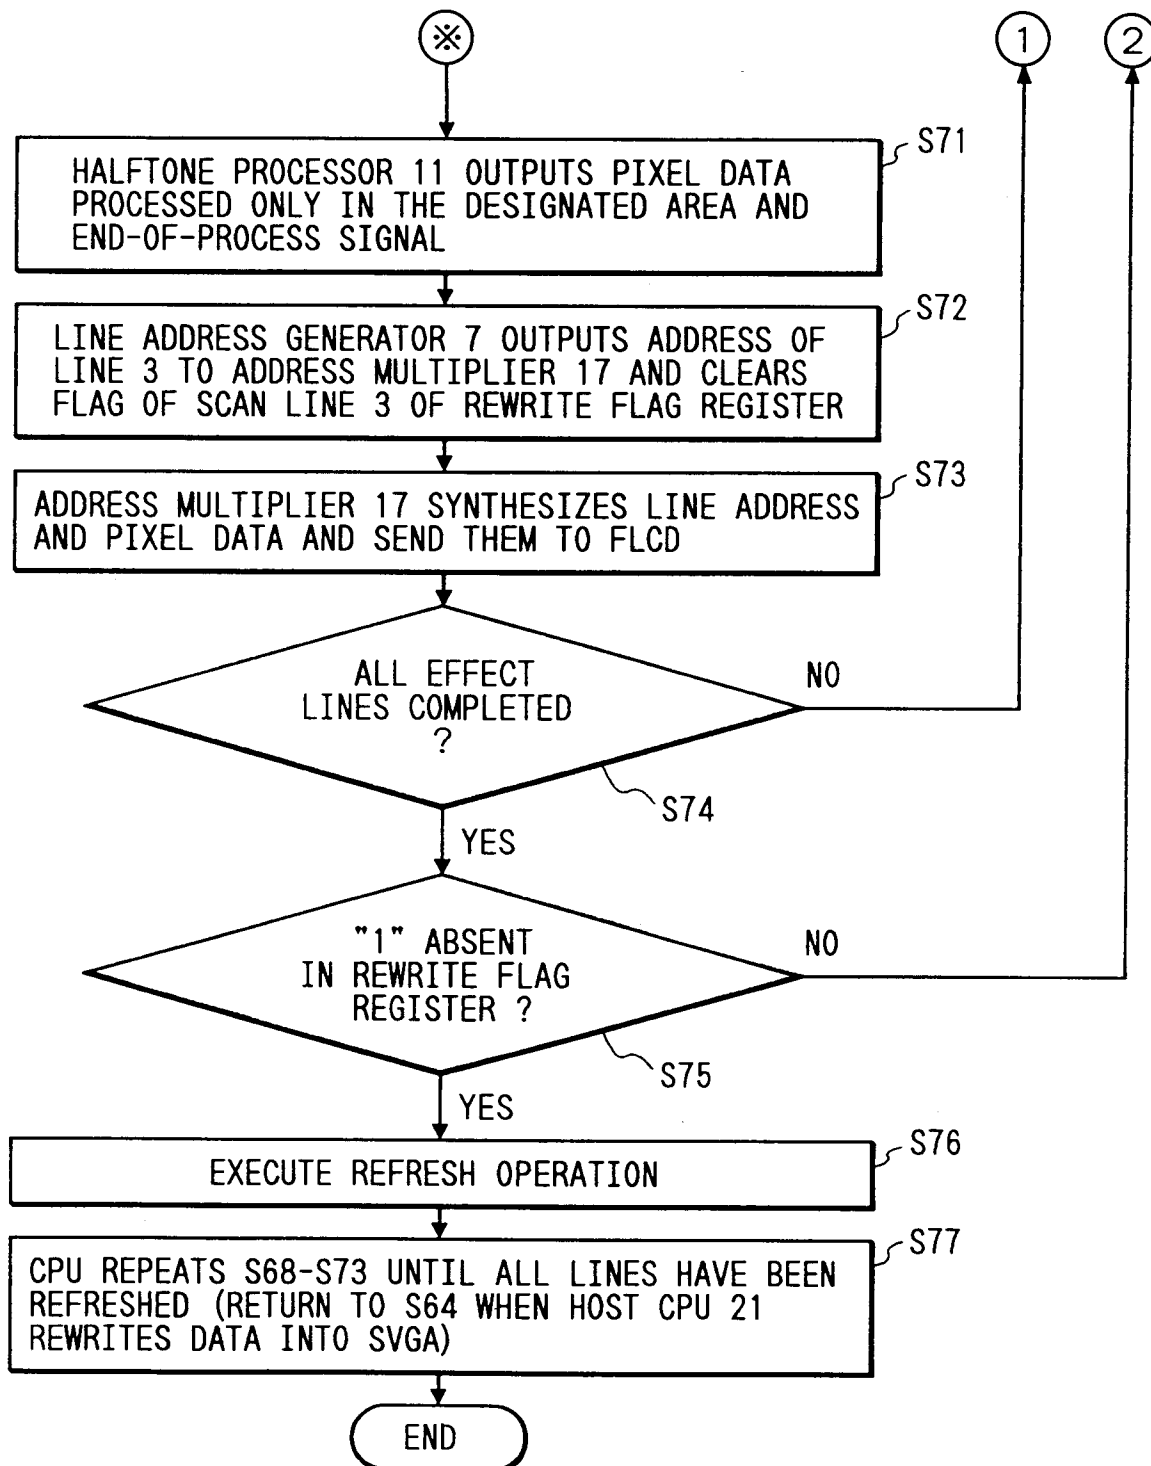 ※
1
2
S71
HALFTONE PROCESSOR 11 OUTPUTS PIXEL DATA
PROCESSED ONLY IN THE DESIGNATED AREA AND
END-OF-PROCESS SIGNAL
S72
LINE ADDRESS GENERATOR 7 OUTPUTS ADDRESS OF
LINE 3 TO ADDRESS MULTIPLIER 17 AND CLEARS
FLAG OF SCAN LINE 3 OF REWRITE FLAG REGISTER
S73
ADDRESS MULTIPLIER 17 SYNTHESIZES LINE ADDRESS
AND PIXEL DATA AND SEND THEM TO FLCD
ALL EFFECT
LINES COMPLETED
?
NO
S74
YES
"1" ABSENT
IN REWRITE FLAG
REGISTER ?
NO
S75
YES
S76
EXECUTE REFRESH OPERATION
S77
CPU REPEATS S68-S73 UNTIL ALL LINES HAVE BEEN
REFRESHED (RETURN TO S64 WHEN HOST CPU 21
REWRITES DATA INTO SVGA)
END